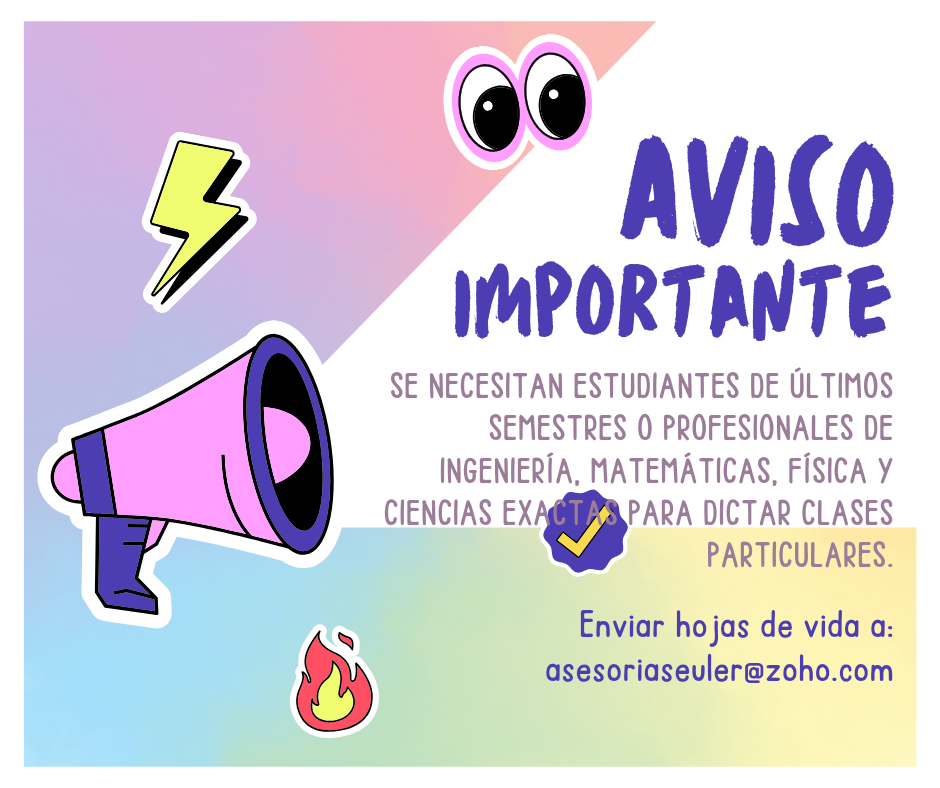 AVISO
IMPORTANTE
SE NECESITAN ESTUDIANTES DE ÚLTIMOS
SEMESTRES O PROFESIONALES DE
INGENIERÍA, MATEMÁTICAS, FÍSICA Y
CIENCIAS EXACTAS PARA DICTAR CLASES
PARTICULARES.
Enviar hojas de vida a:
asesoriaseuler@zoho.com